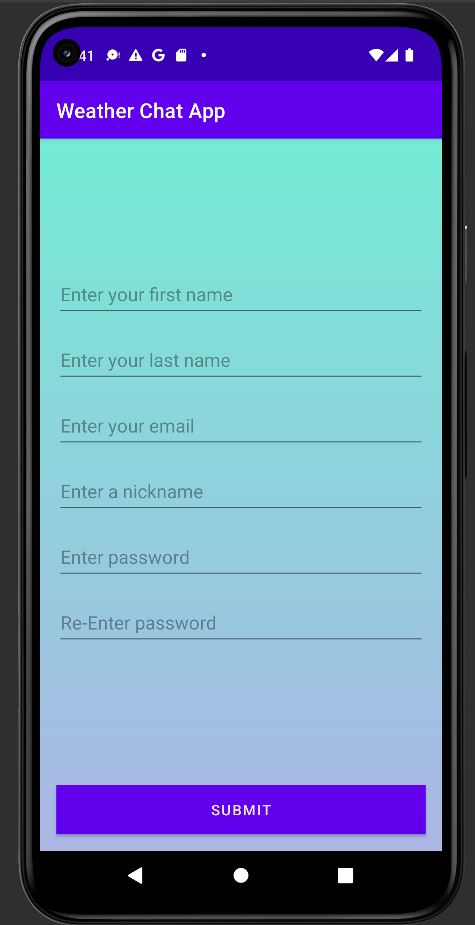 41
Weather Chat App
Enter your first name
Enter your last name
Enter your email
Enter a nickname
Enter password
Re-Enter password
SUBMIT